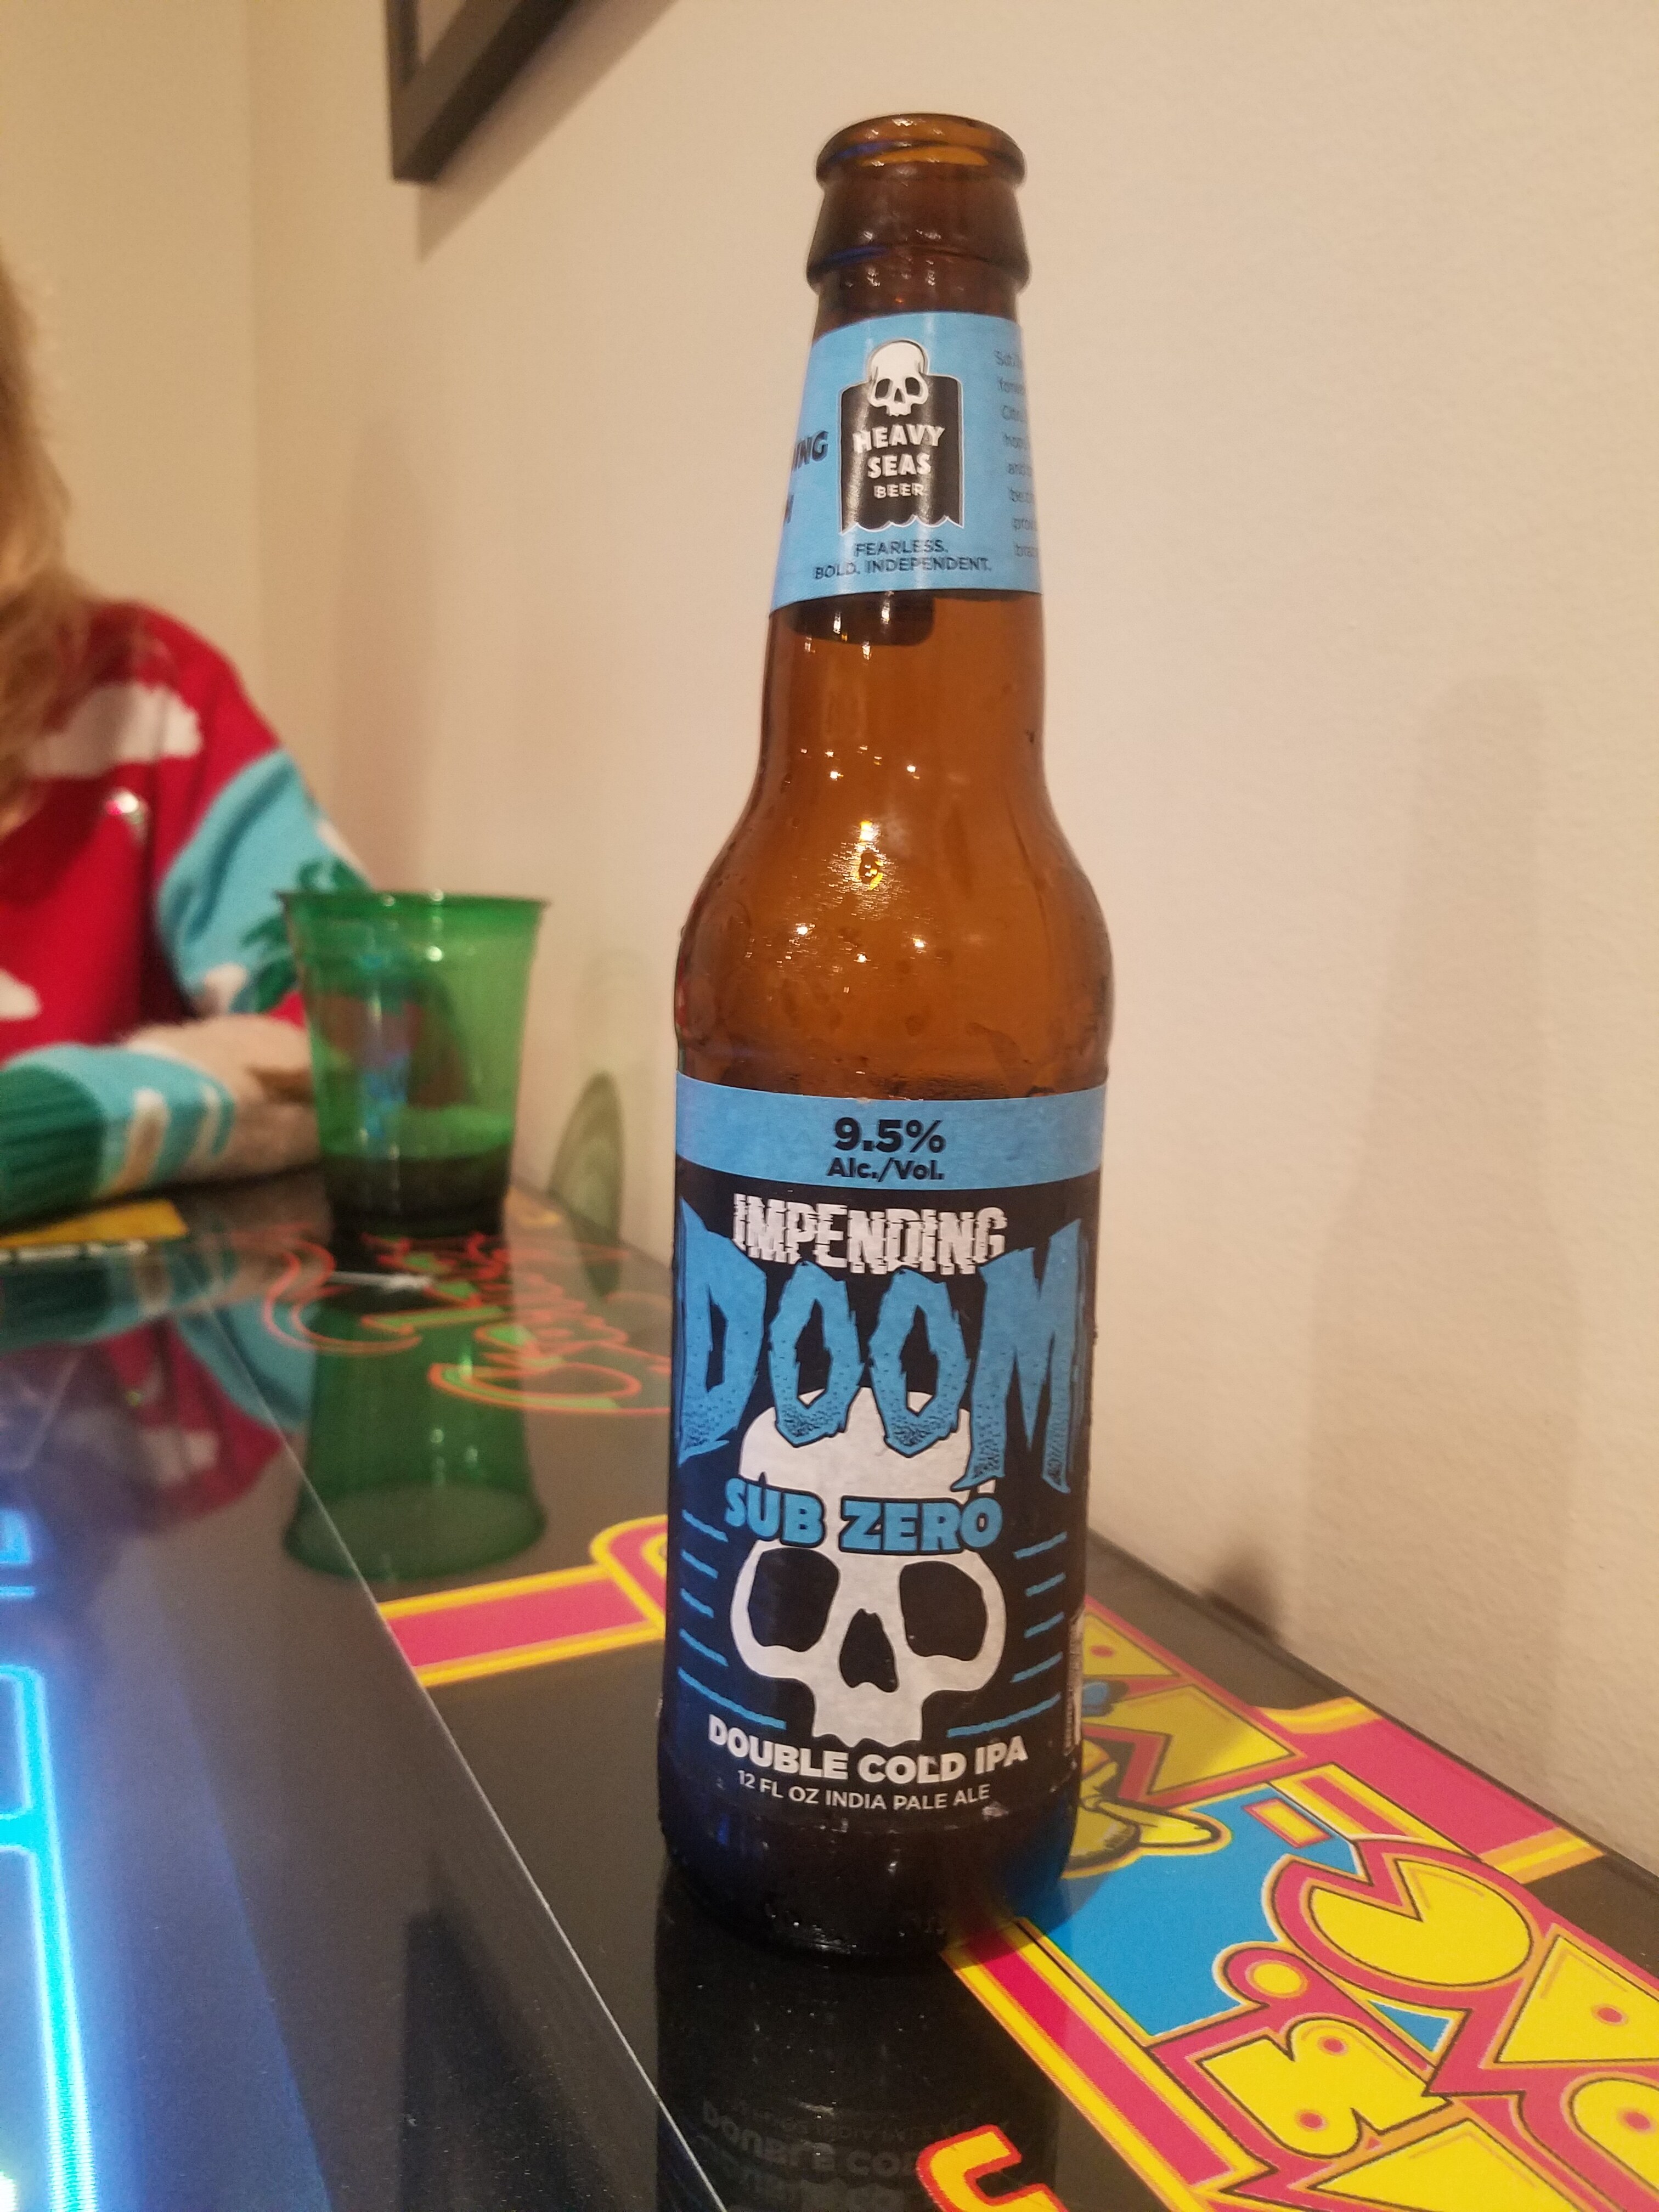 HEAVY
SEAS
BEER
FEARLESS.
BOLD. INDEPENDENT.
9.5%
Alc./Vol.
IMPENDING
DOOM
SUB ZERO
DOUBLE COLD IPA
12 FL OZ INDIA PALE ALE